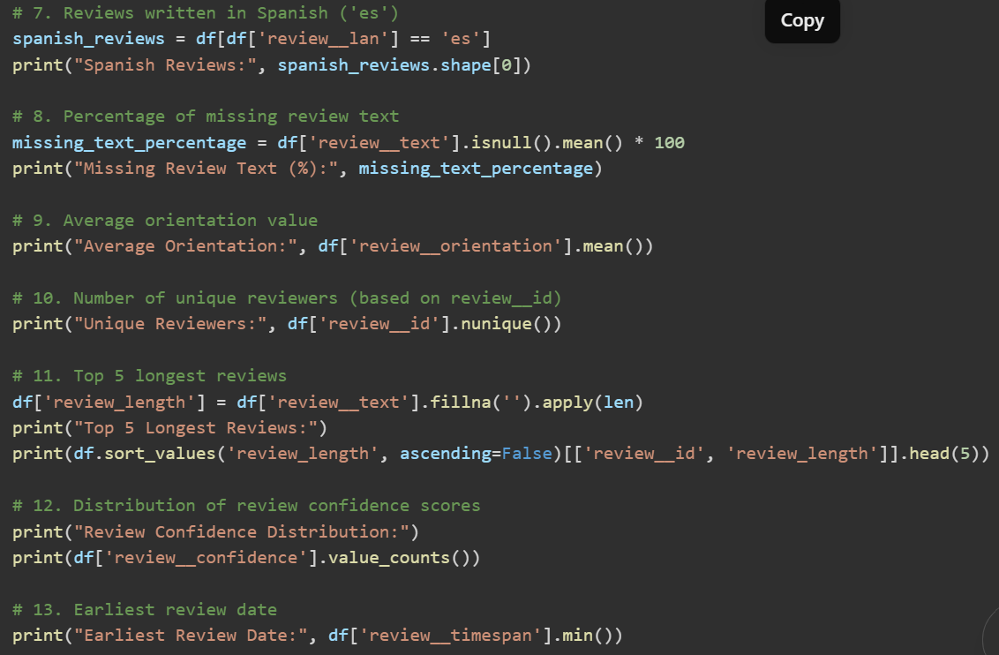 # 7. Reviews written in Spanish ('es')
Copy
spanish_reviews = df[df['review__lan'] == 'es']
print("Spanish Reviews:", spanish_reviews.shape[0])
# 8. Percentage of missing review text
missing_text_percentage = df['review__text'].isnull().mean() * 100
print("Missing Review Text (%):", missing_text_percentage)
# 9. Average orientation value
print("Average Orientation:", df['review__orientation'].mean())
# 10. Number of unique reviewers (based on review__id)
print("Unique Reviewers:", df['review__id'].nunique())
# 11. Top 5 longest reviews
df['review_length'] = df['review__text'].fillna('').apply(len)
print("Top 5 Longest Reviews:")
print(df.sort_values('review_length', ascending=False)[['review__id', 'review_length']].head(5))
# 12. Distribution of review confidence scores
print("Review Confidence Distribution:")
print(df['review__confidence'].value_counts())
# 13. Earliest review date
print("Earliest Review Date:", df['review__timespan'].min())